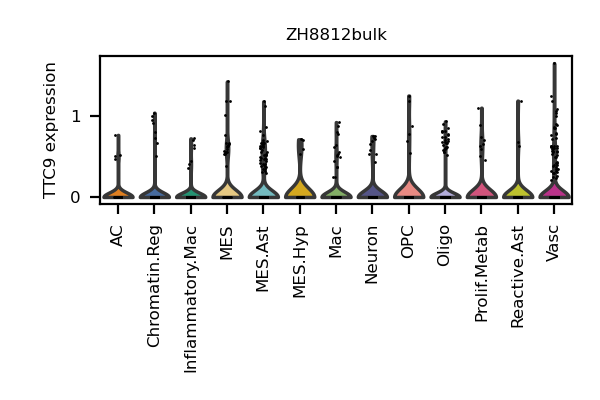 ZH8812bulk
TTC9 expression
1
0
AC
Chromatin.Reg
Inflammatory.Mac
MES
MES.Ast
MES.Hyp
Mac
Neuron
OPC
Oligo
Prolif.Metab
Reactive.Ast
Vasc